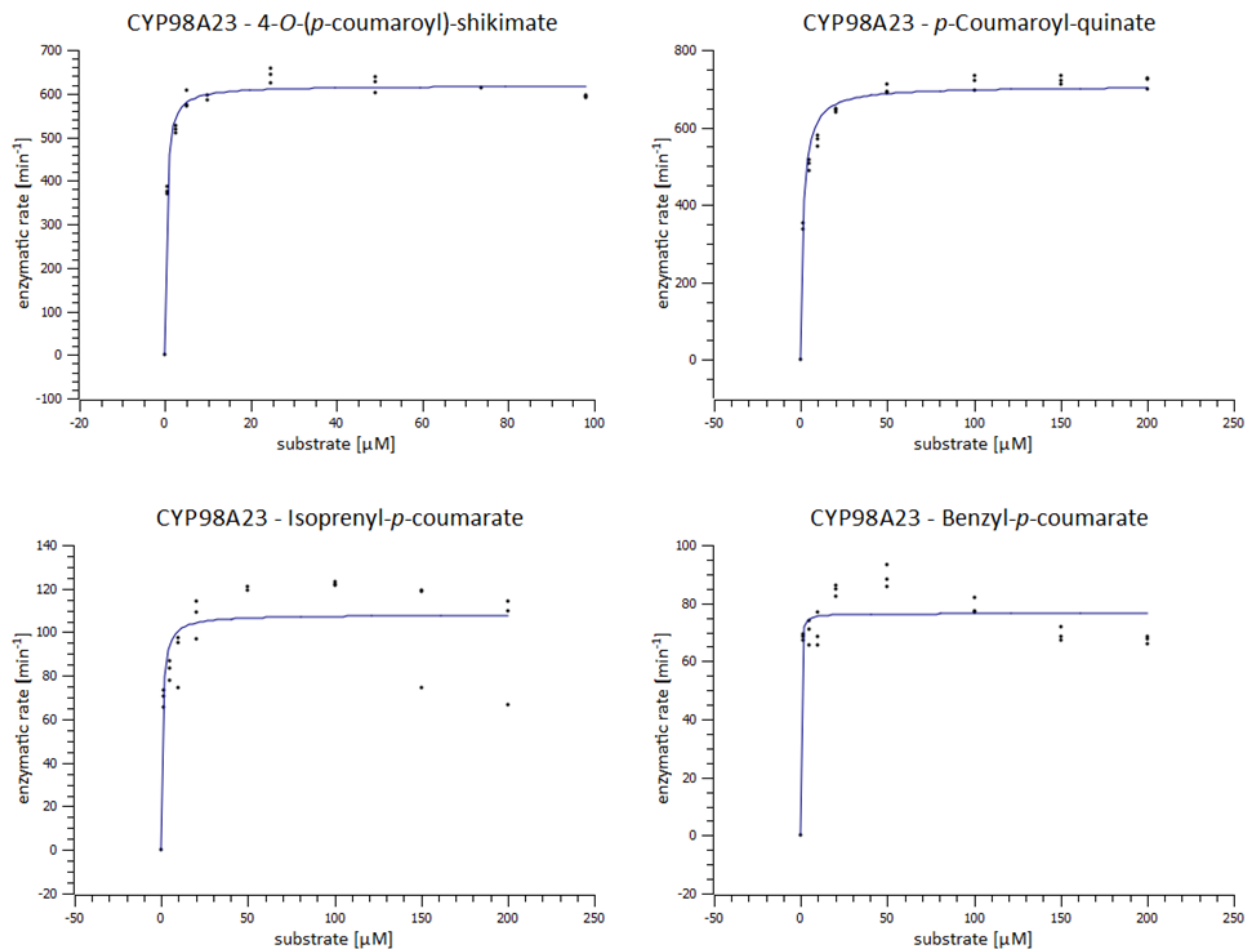 CYP98A23 - 4-O-(p-coumaroyl)-shikimate
700
600
500
400
300
200
100
0
-100
enzymatic rate [min⁻¹]
-20 0 20 40 60 80 100
substrate [µM]
CYP98A23 - p-Coumaroyl-quinate
800
600
400
200
0
enzymatic rate [min⁻¹]
-50 0 50 100 150 200 250
substrate [µM]
CYP98A23 - Isoprenyl-p-coumarate
140
120
100
80
60
40
20
0
-20
enzymatic rate [min⁻¹]
-50 0 50 100 150 200 250
substrate [µM]
CYP98A23 - Benzyl-p-coumarate
100
80
60
40
20
0
-20
enzymatic rate [min⁻¹]
-50 0 50 100 150 200 250
substrate [µM]